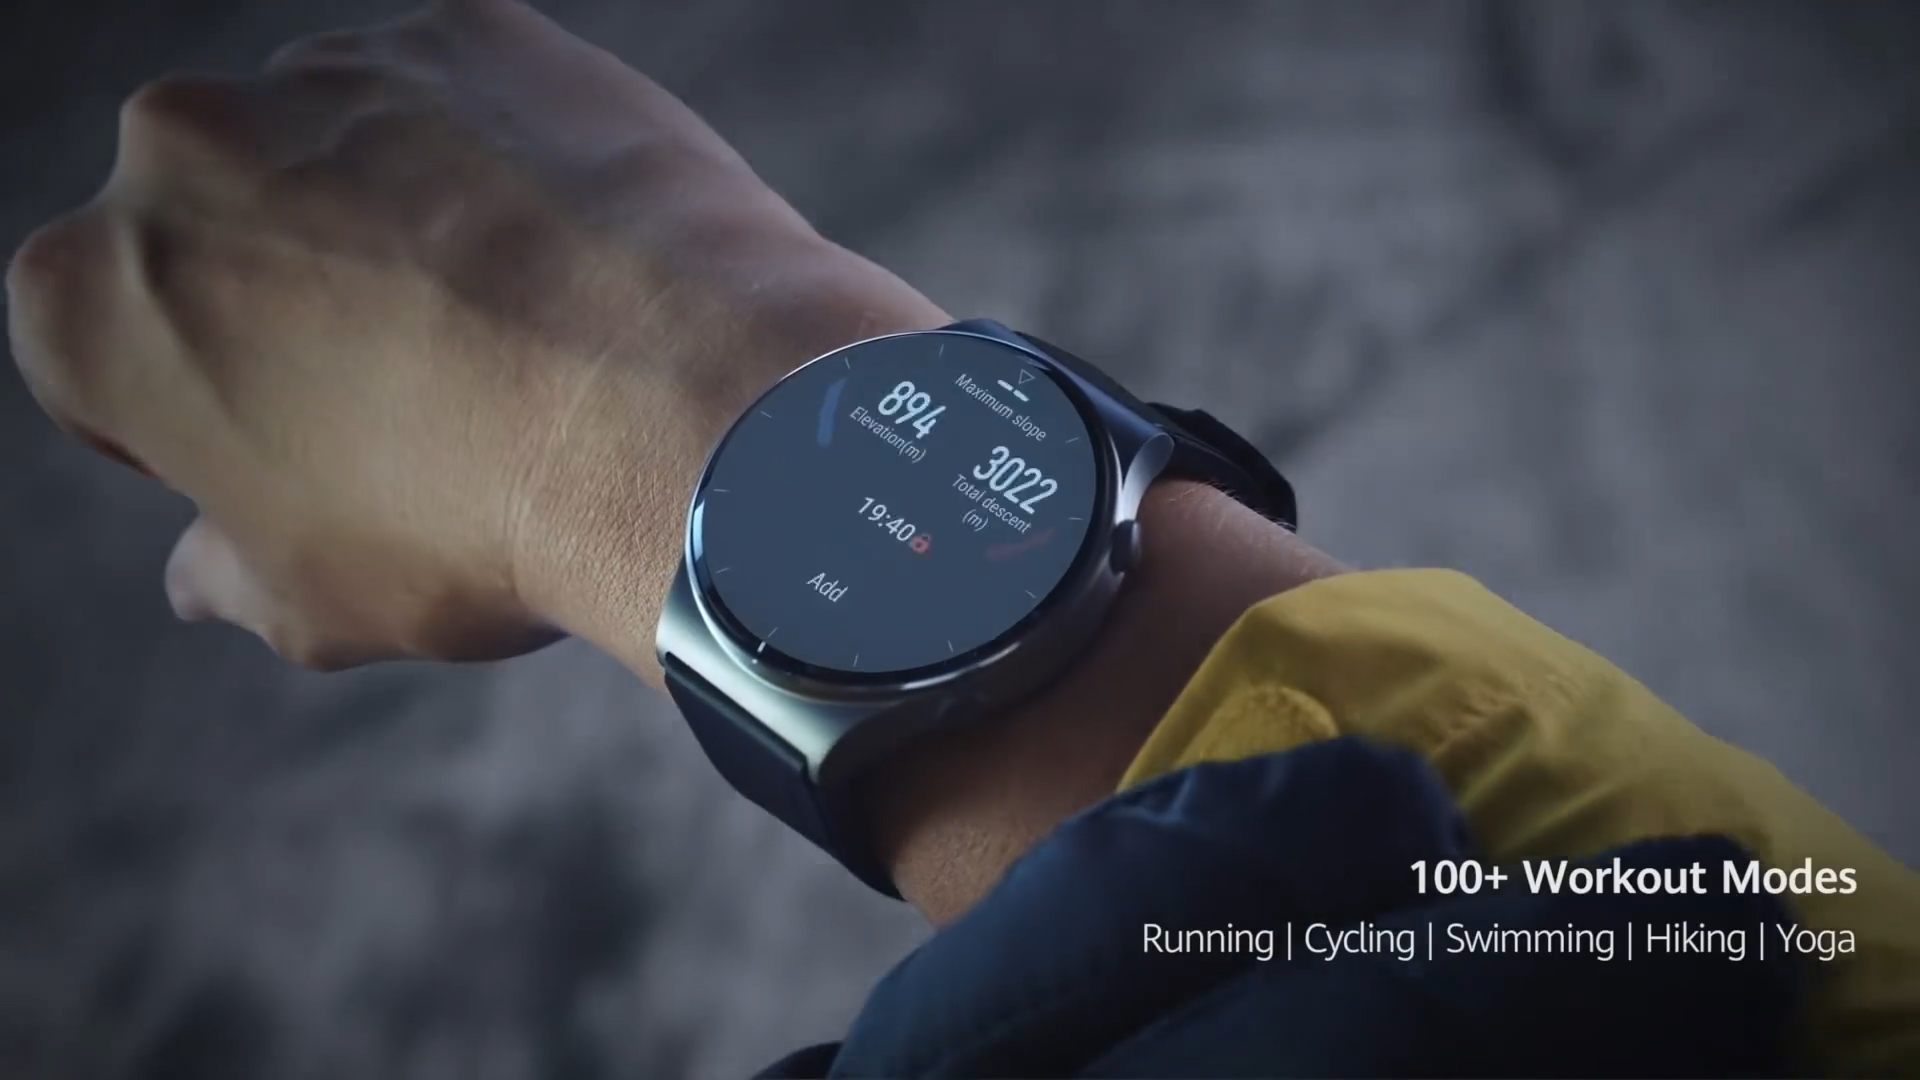 Maximum slope
--
894
Elevation(m)
3022
Total descent
(m)
19:40
Add
100+ Workout Modes
Running | Cycling | Swimming | Hiking | Yoga